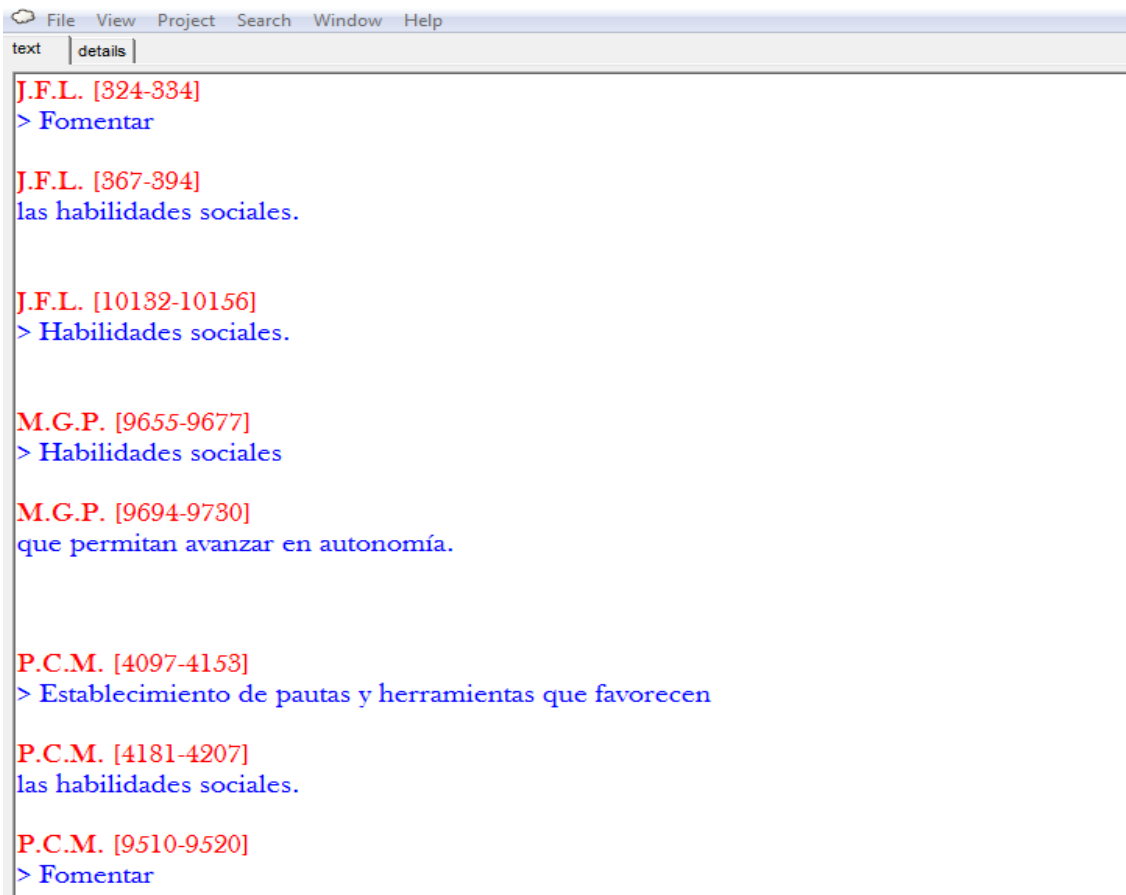 File View Project Search Window Help
text details
J.F.L. [324-334]
> Fomentar
J.F.L. [367-394]
las habilidades sociales.
J.F.L. [10132-10156]
> Habilidades sociales.
M.G.P. [9655-9677]
> Habilidades sociales
M.G.P. [9694-9730]
que permitan avanzar en autonomía.
P.C.M. [4097-4153]
> Establecimiento de pautas y herramientas que favorecen
P.C.M. [4181-4207]
las habilidades sociales.
P.C.M. [9510-9520]
> Fomentar